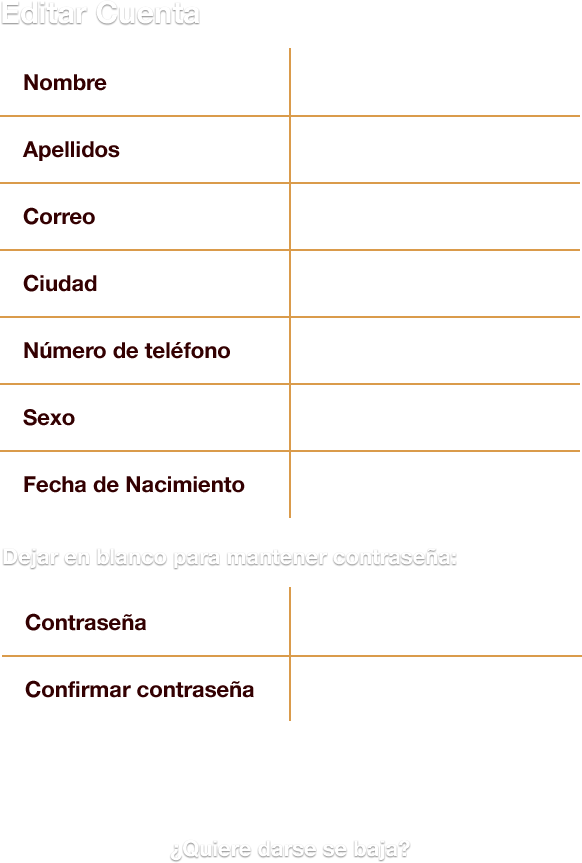 Editar Cuenta
Nombre
Apellidos
Correo
Ciudad
Número de teléfono
Sexo
Fecha de Nacimiento
Dejar en blanco para mantener contraseña:
Contraseña
Confirmar contraseña
¿Quiere darse se baja?